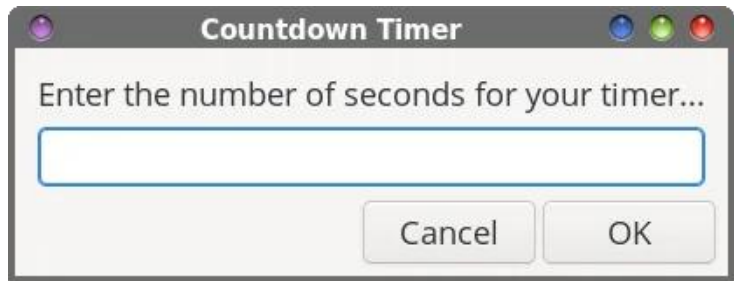 Countdown Timer
Enter the number of seconds for your timer...
Cancel OK